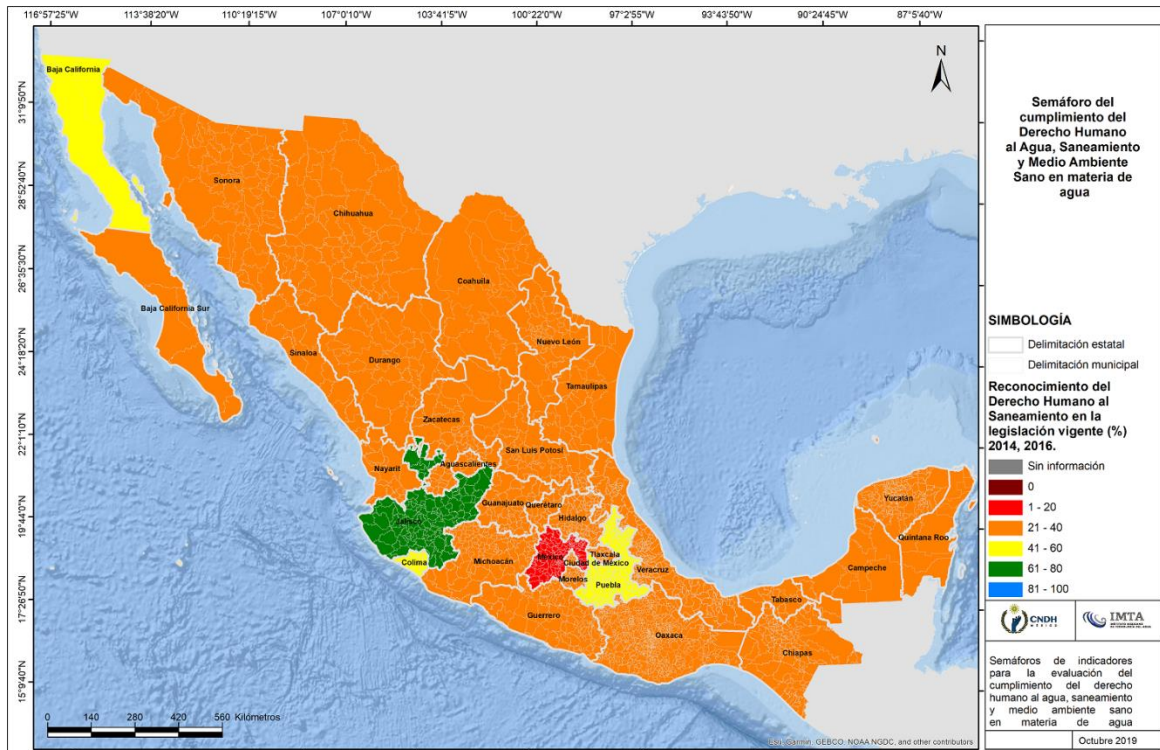 116°57'25"W 113°38'20"W 110°19'15"W 107°0'10"W 103°41'5"W 100°22'0"W 97°2'55"W 93°43'50"W 90°24'45"W 87°5'40"W
31°9'50"N
28°52'40"N
26°35'30"N
24°18'20"N
22°1'10"N
19°44'0"N
17°26'50"N
15°9'40"N
N
Baja California
Sonora
Chihuahua
Coahuila
Baja California Sur
Nuevo León
Sinaloa
Durango
Tamaulipas
Zacatecas
San Luis Potosí
Nayarit
Aguascalientes
Guanajuato
Querétaro
Yucatán
Jalisco
Hidalgo
Quintana Roo
México
Tlaxcala
Colima
Michoacán
Ciudad de México
Veracruz
Campeche
Morelos
Puebla
Tabasco
Guerrero
Oaxaca
Chiapas
0 140 280 420 560 Kilómetros
Esri, Garmin, GEBCO, NOAA NGDC, and other contributors
Semáforo del
cumplimiento del
Derecho Humano
al Agua, Saneamiento
y Medio Ambiente
Sano en materia de
agua
SIMBOLOGÍA
Delimitación estatal
Delimitación municipal
Reconocimiento del
Derecho Humano al
Saneamiento en la
legislación vigente (%)
2014, 2016.
Sin información
0
1 - 20
21 - 40
41 - 60
61 - 80
81 - 100
CNDH
MÉXICO
IMTA
Semáforos de indicadores
para la evaluación del
cumplimiento del derecho
humano al agua, saneamiento
y medio ambiente sano
en materia de agua
Octubre 2019